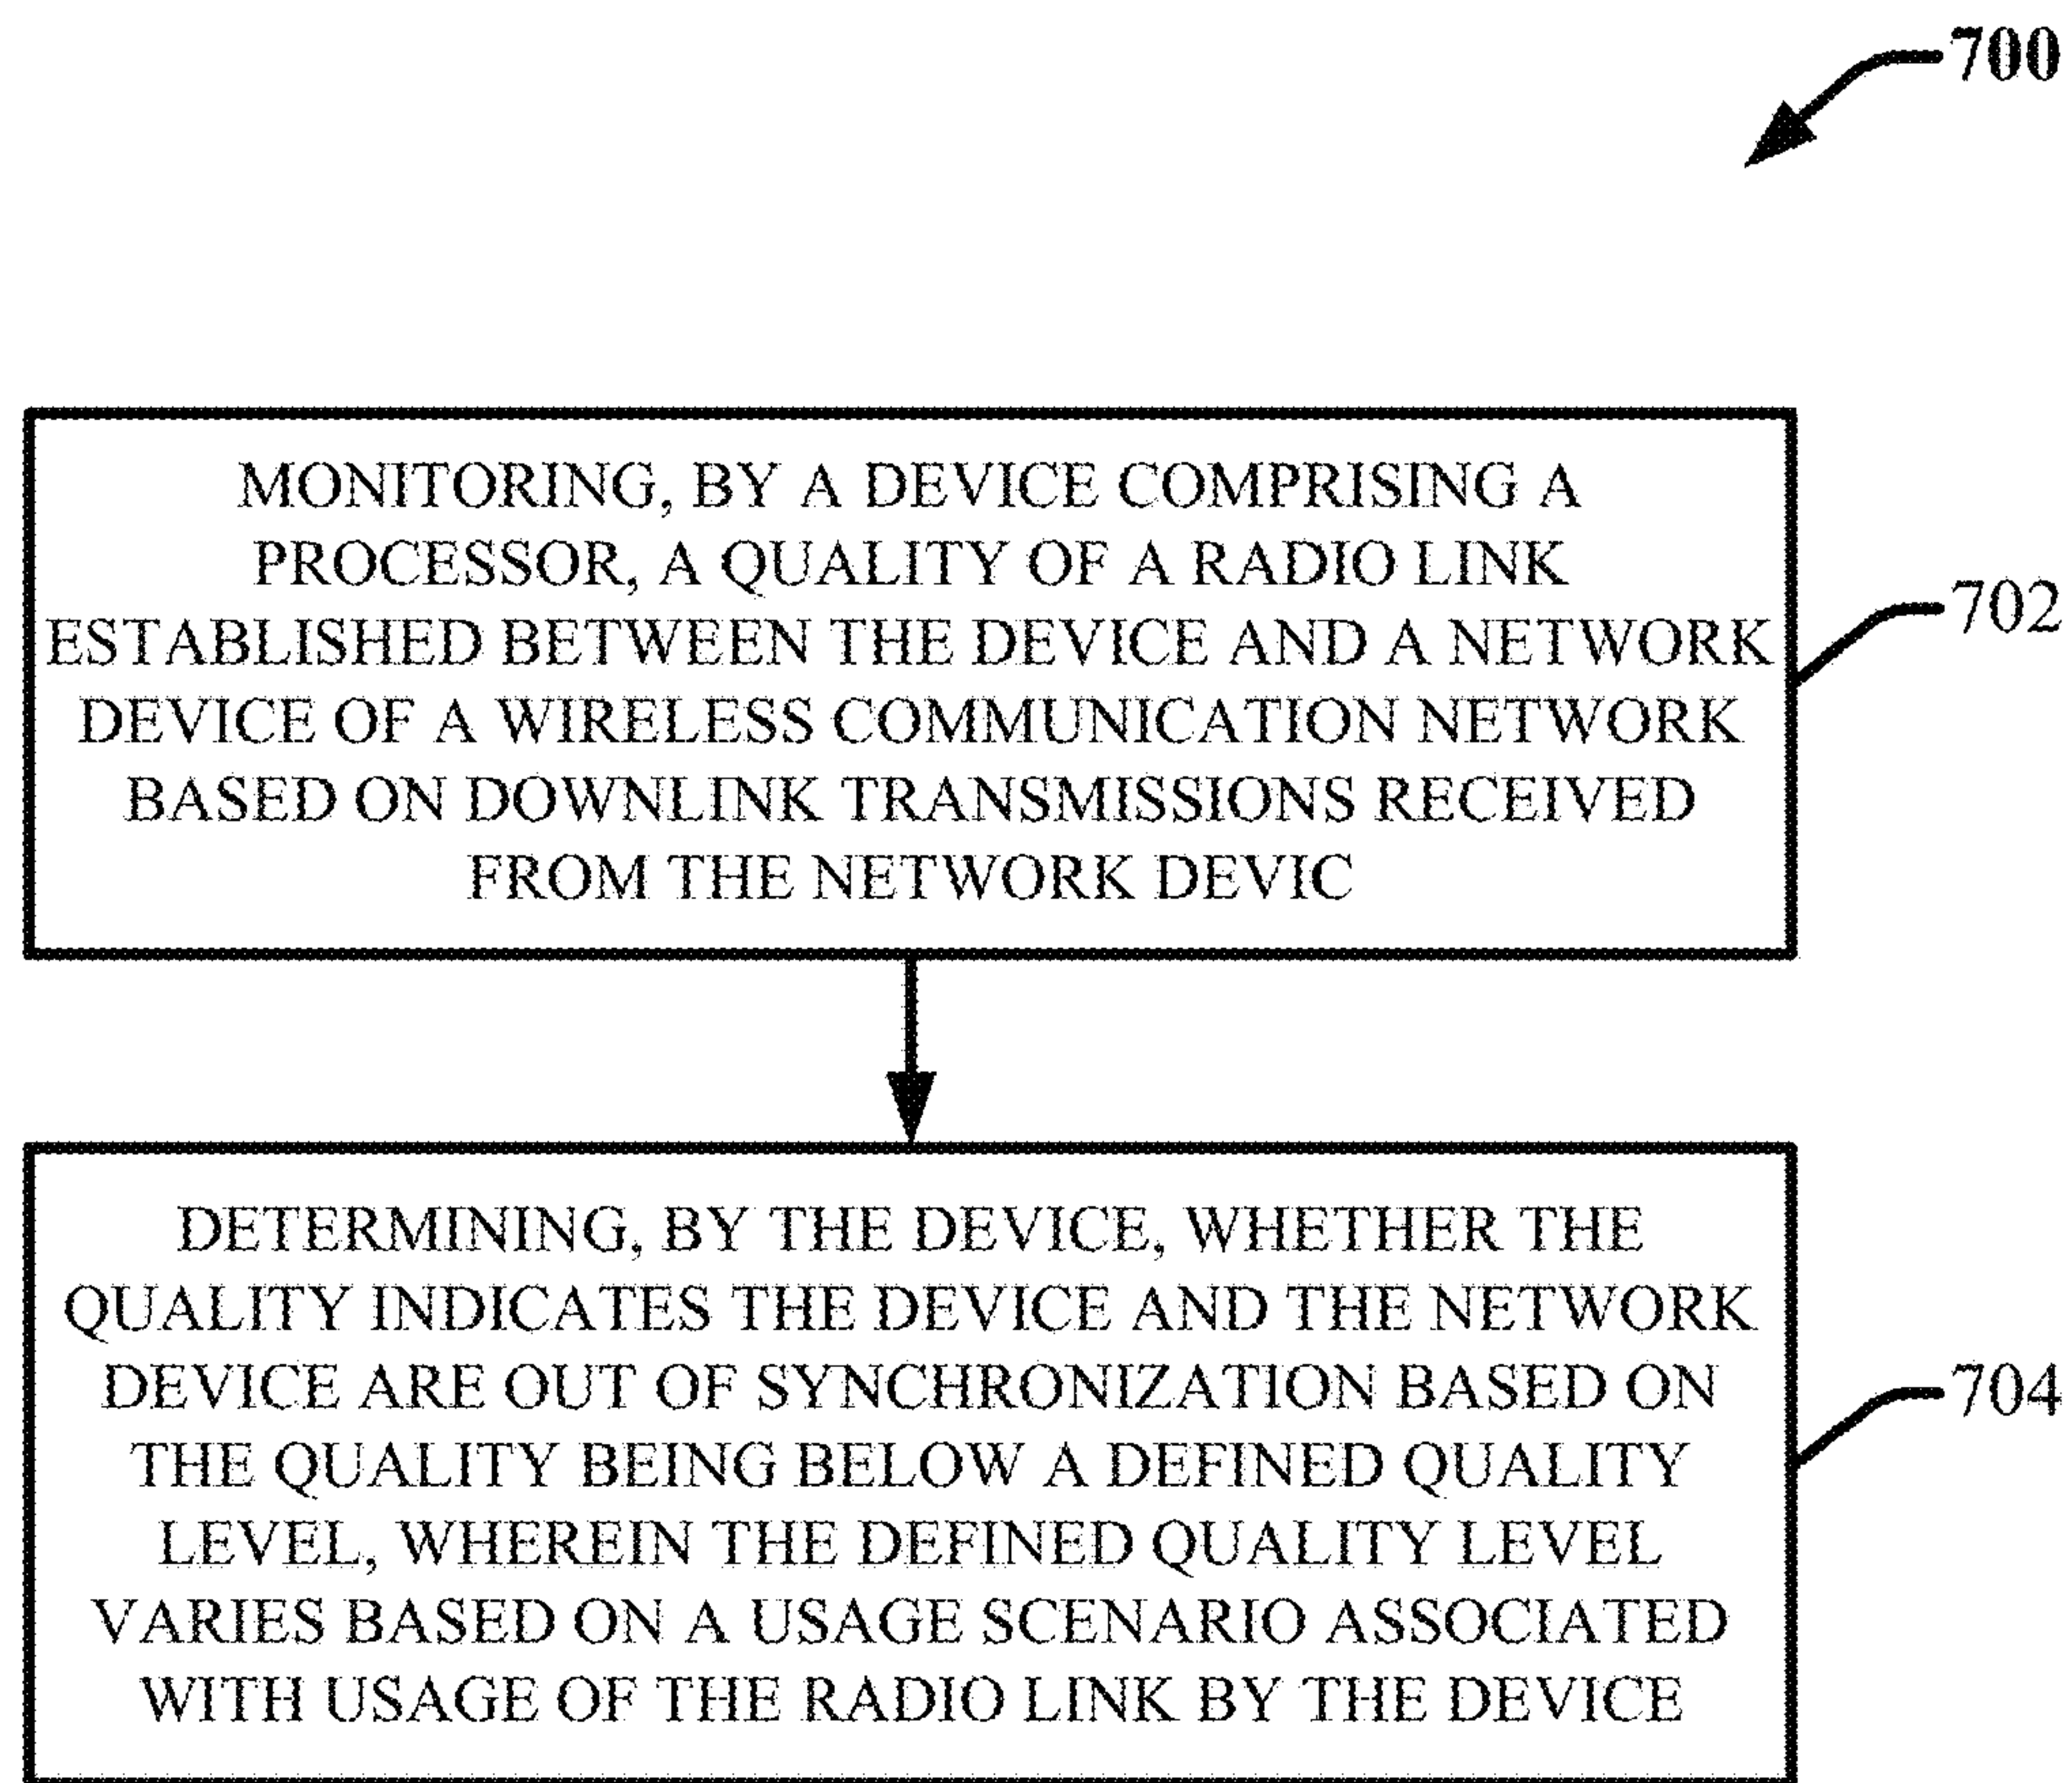 700
MONITORING, BY A DEVICE COMPRISING A
PROCESSOR, A QUALITY OF A RADIO LINK
ESTABLISHED BETWEEN THE DEVICE AND A NETWORK
DEVICE OF A WIRELESS COMMUNICATION NETWORK
BASED ON DOWNLINK TRANSMISSIONS RECEIVED
FROM THE NETWORK DEVIC
702
DETERMINING, BY THE DEVICE, WHETHER THE
QUALITY INDICATES THE DEVICE AND THE NETWORK
DEVICE ARE OUT OF SYNCHRONIZATION BASED ON
THE QUALITY BEING BELOW A DEFINED QUALITY
LEVEL, WHEREIN THE DEFINED QUALITY LEVEL
VARIES BASED ON A USAGE SCENARIO ASSOCIATED
WITH USAGE OF THE RADIO LINK BY THE DEVICE
704